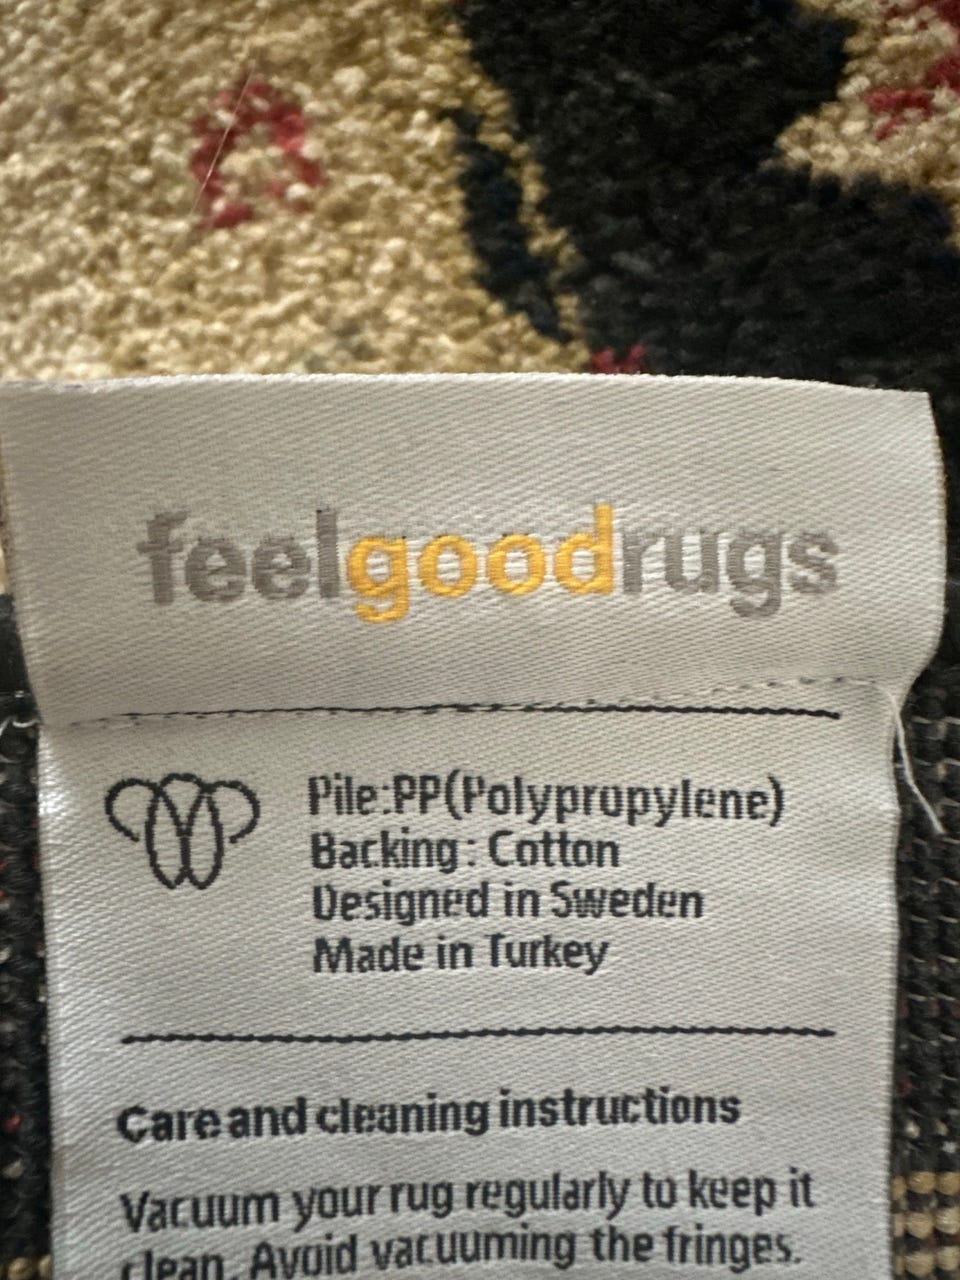 feelgoodrugs
Pile:PP(Polypropylene)
Backing: Cotton
Designed in Sweden
Made in Turkey
Care and cleaning instructions
Vacuum your rug regularly to keep it
clean. Avoid vacuuming the fringes.